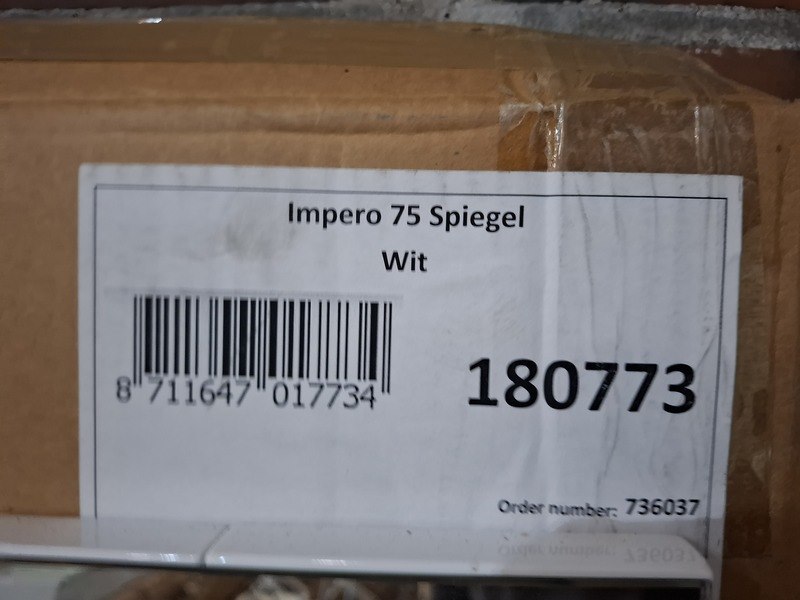 Impero 75 Spiegel
Wit
8 711647 017734
180773
Order number: 736037